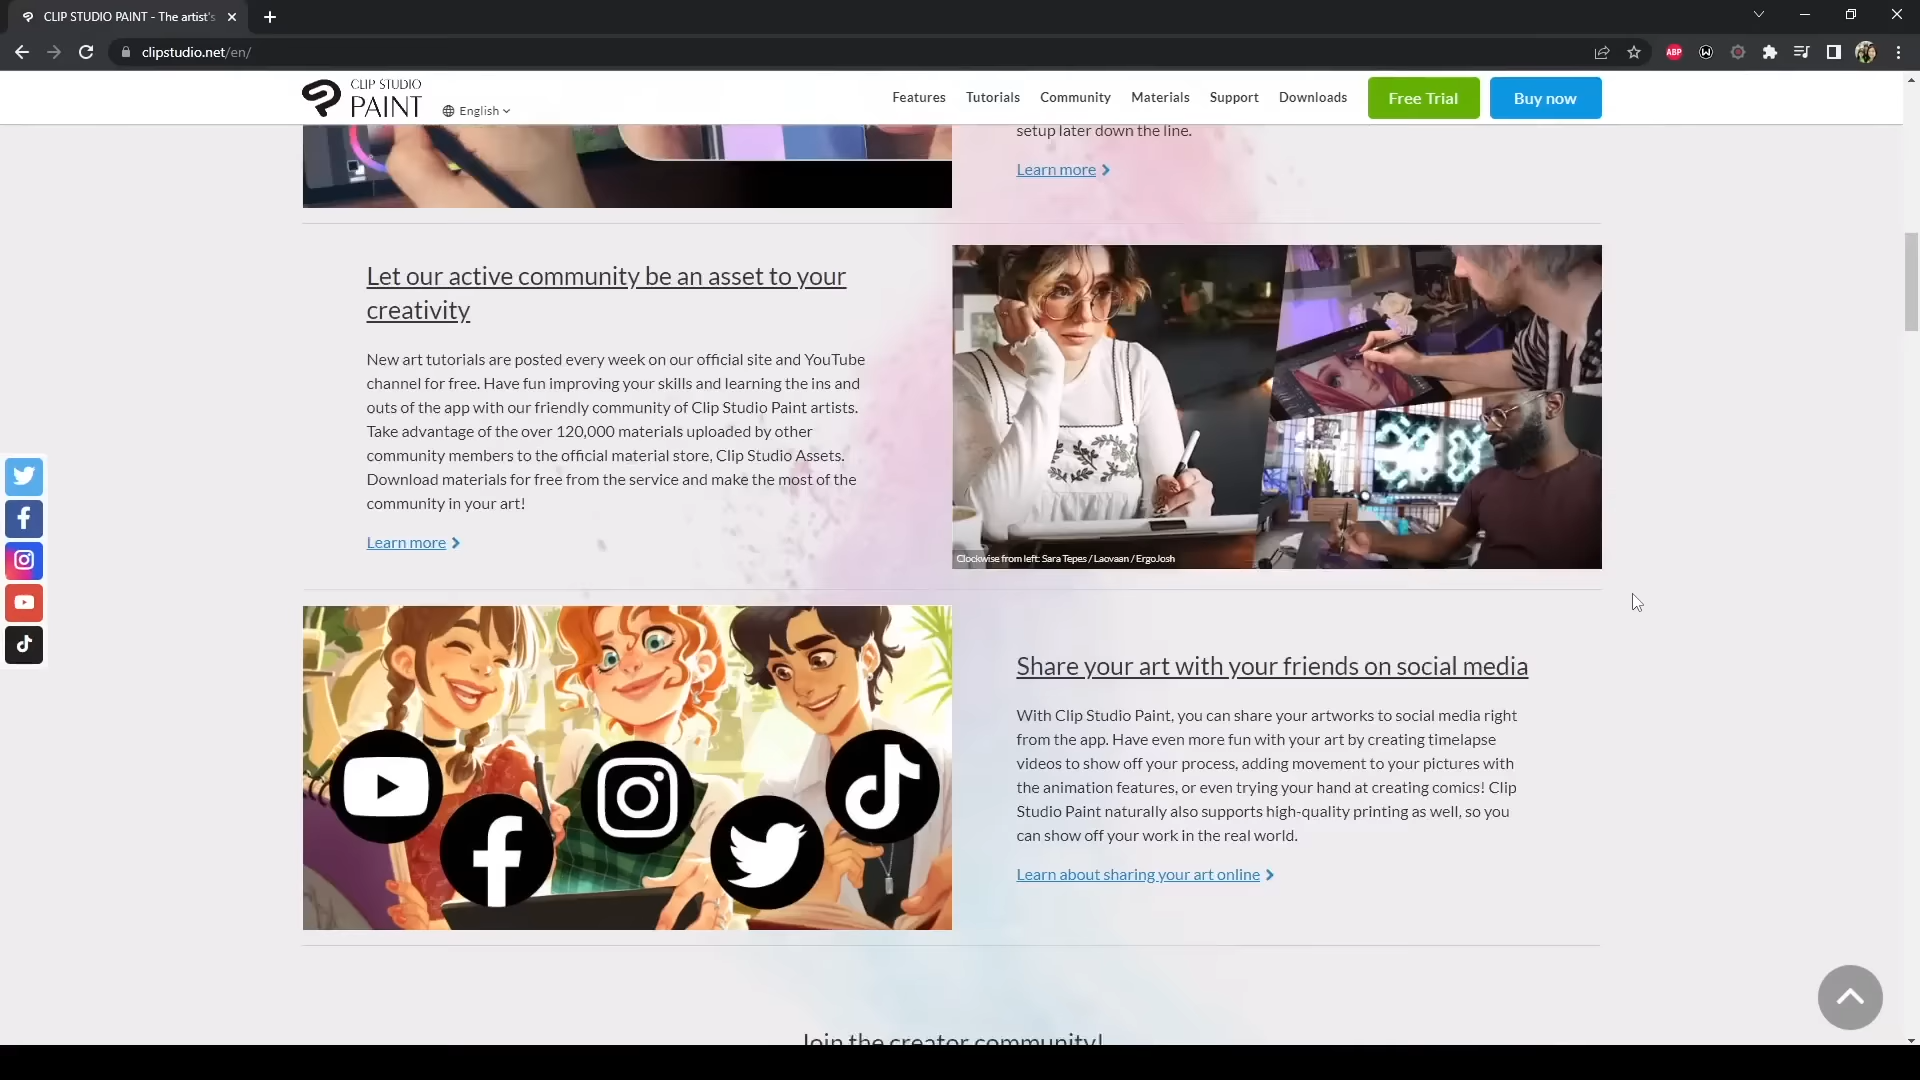 CLIP STUDIO PAINT - The artist's
clipstudio.net/en/
ABP
CLIP STUDIO
PAINT
English
Features
Tutorials
Community
Materials
Support
Downloads
Free Trial
Buy now
setup later down the line.
Learn more
Let our active community be an asset to your
creativity
New art tutorials are posted every week on our official site and YouTube
channel for free. Have fun improving your skills and learning the ins and
outs of the app with our friendly community of Clip Studio Paint artists.
Take advantage of the over 120,000 materials uploaded by other
community members to the official material store, Clip Studio Assets.
Download materials for free from the service and make the most of the
community in your art!
Learn more
Clockwise from left: Sara Tepes / Laovaan / ErgoJosh
Share your art with your friends on social media
With Clip Studio Paint, you can share your artworks to social media right
from the app. Have even more fun with your art by creating timelapse
videos to show off your process, adding movement to your pictures with
the animation features, or even trying your hand at creating comics! Clip
Studio Paint naturally also supports high-quality printing as well, so you
can show off your work in the real world.
Learn about sharing your art online
Join the creator community!